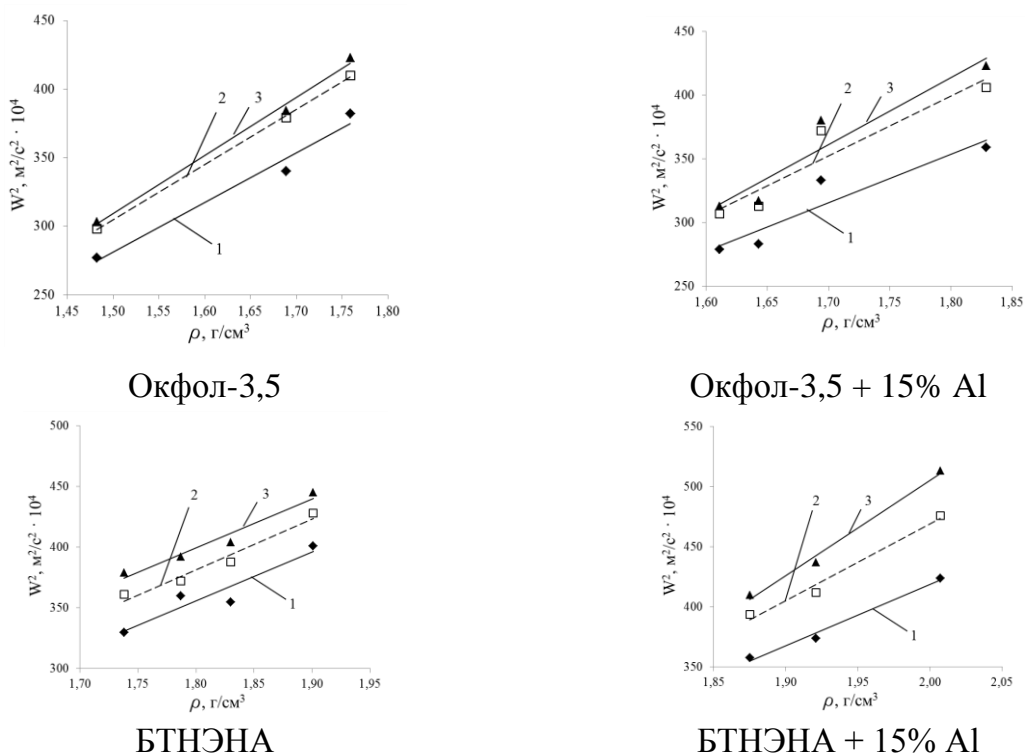 W², м²/с² · 10⁴
450
400
350
300
250
2
3
1
1,45 1,50 1,55 1,60 1,65 1,70 1,75 1,80
ρ, г/см³
Окфол-3,5
W², м²/с² · 10⁴
450
400
350
300
250
2
3
1
1,60 1,65 1,70 1,75 1,80 1,85
ρ, г/см³
Окфол-3,5 + 15% Al
W², м²/с² · 10⁴
500
450
400
350
300
2
3
1
1,70 1,75 1,80 1,85 1,90 1,95
ρ, г/см³
БТНЭНА
W², м²/с² · 10⁴
550
500
450
400
350
2
3
1
1,85 1,90 1,95 2,00 2,05
ρ, г/см³
БТНЭНА + 15% Al